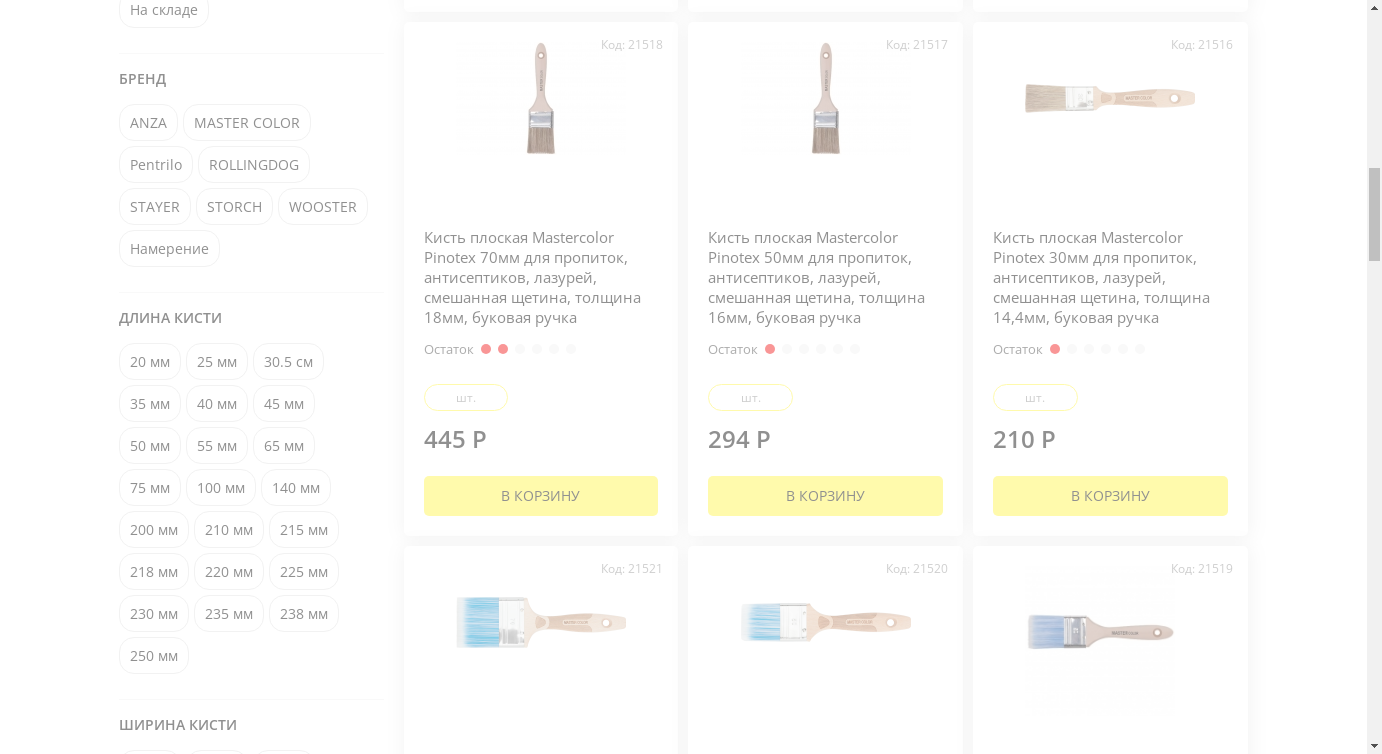 На складе
БРЕНД
ANZA
MASTER COLOR
Pentrilo
ROLLINGDOG
STAYER
STORCH
WOOSTER
Намерение
ДЛИНА КИСТИ
20 мм
25 мм
30.5 см
35 мм
40 мм
45 мм
50 мм
55 мм
65 мм
75 мм
100 мм
140 мм
200 мм
210 мм
215 мм
218 мм
220 мм
225 мм
230 мм
235 мм
238 мм
250 мм
ШИРИНА КИСТИ
Код: 21518
Кисть плоская Mastercolor
Pinotex 70мм для пропиток,
антисептиков, лазурей,
смешанная щетина, толщина
18мм, буковая ручка
Остаток
шт.
445 Р
В КОРЗИНУ
Код: 21517
Кисть плоская Mastercolor
Pinotex 50мм для пропиток,
антисептиков, лазурей,
смешанная щетина, толщина
16мм, буковая ручка
Остаток
шт.
294 Р
В КОРЗИНУ
Код: 21516
Кисть плоская Mastercolor
Pinotex 30мм для пропиток,
антисептиков, лазурей,
смешанная щетина, толщина
14,4мм, буковая ручка
Остаток
шт.
210 Р
В КОРЗИНУ
Код: 21521
Код: 21520
Код: 21519